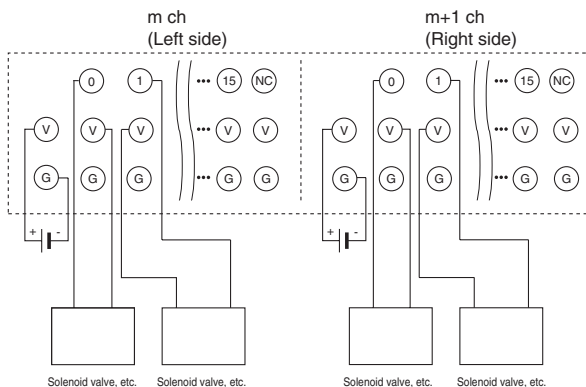 m ch
(Left side)
m+1 ch
(Right side)
0 1 ••• 15 NC
0 1 ••• 15 NC
V V V ••• V V
V V V ••• V V
G G G ••• G G
G G G ••• G G
+ -
+ -
Solenoid valve, etc.
Solenoid valve, etc.
Solenoid valve, etc.
Solenoid valve, etc.